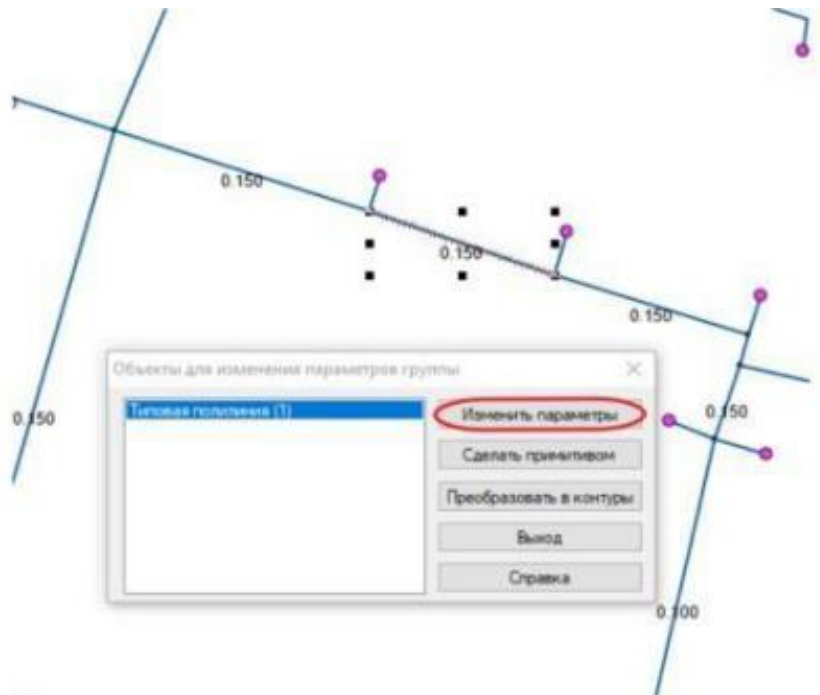 0.150
0.150
0.150
Объекты для изменения параметров группы
Типовая полилиния (1)
Изменить параметры
0.150
0.150
Сделать примитивом
Преобразовать в контуры
Выход
Справка
0.100